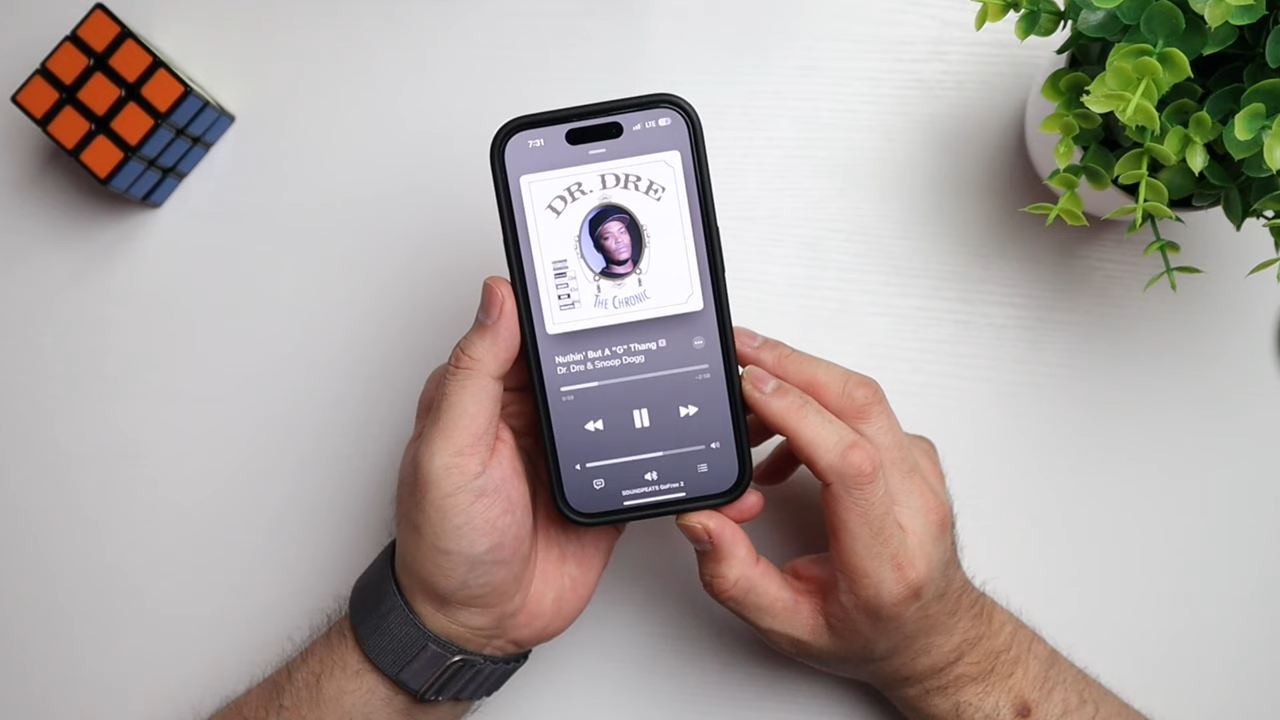 7:31
LTE
DR. DRE
THE CHRONIC
Nuthin' But A "G" Thang E
Dr. Dre & Snoop Dogg
SOUNDPEATS GoFree 2